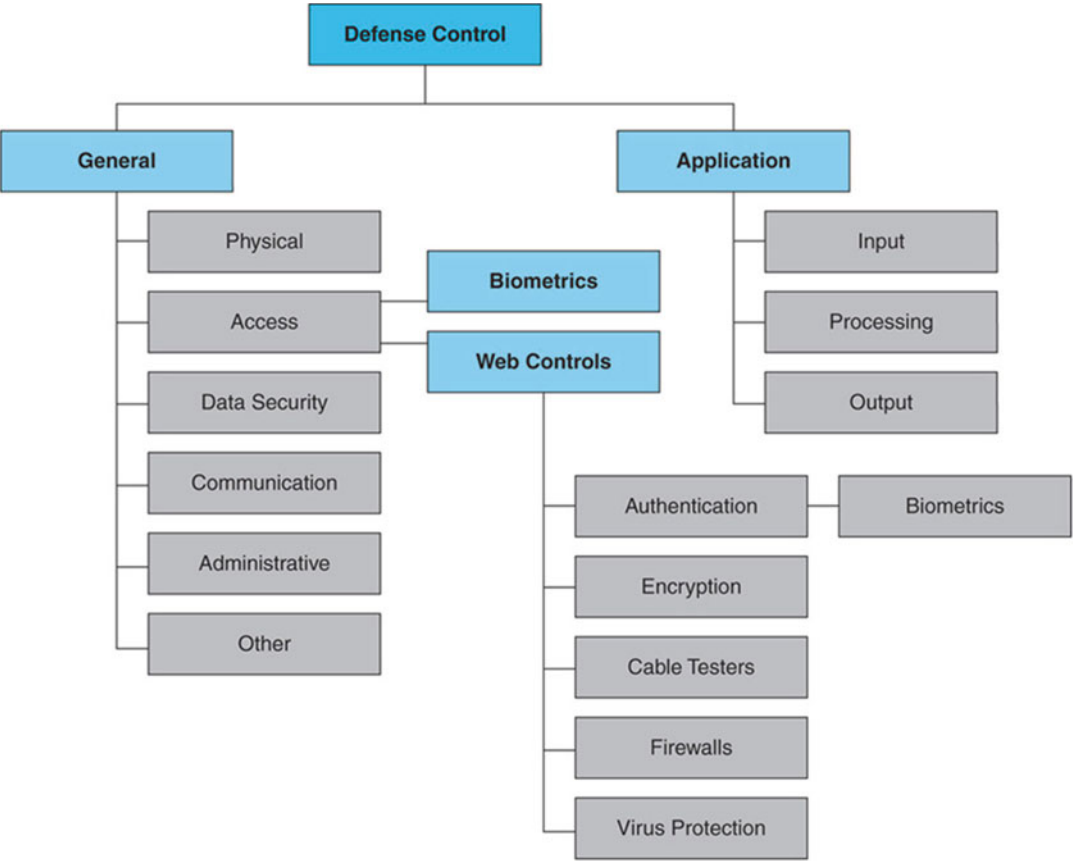 Defense Control
General
Application
Physical
Access
Data Security
Communication
Administrative
Other
Biometrics
Web Controls
Authentication
Biometrics
Encryption
Cable Testers
Firewalls
Virus Protection
Input
Processing
Output